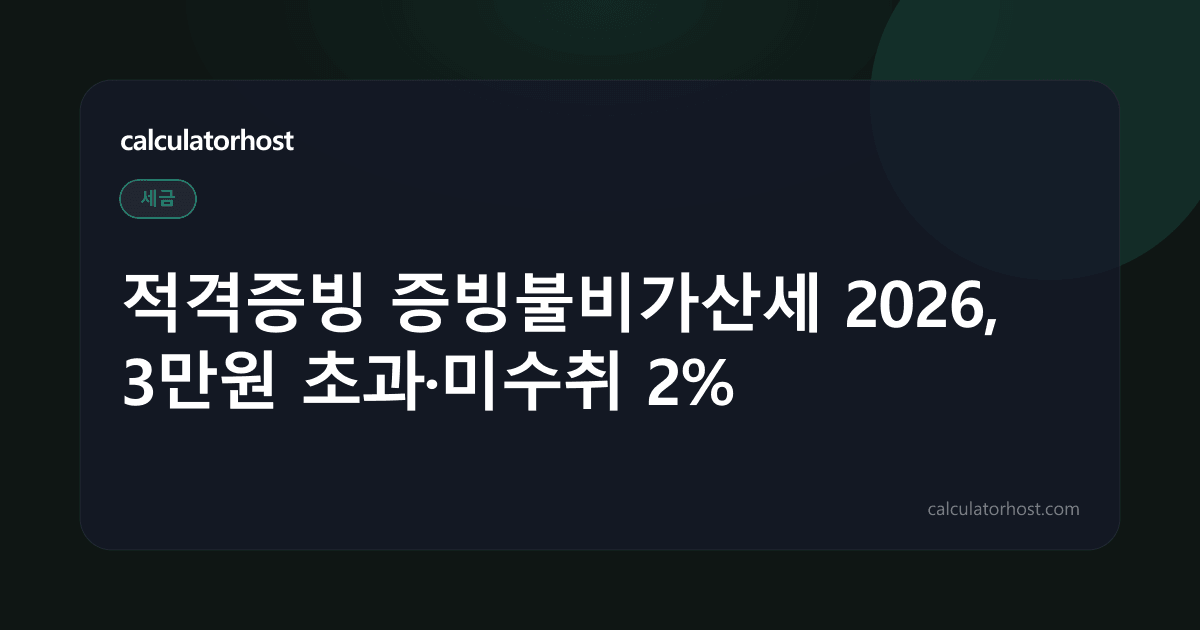 calculatorhost
세금
적격증빙 증빙불비가산세 2026,
3만원 초과·미수취 2%
calculatorhost.com